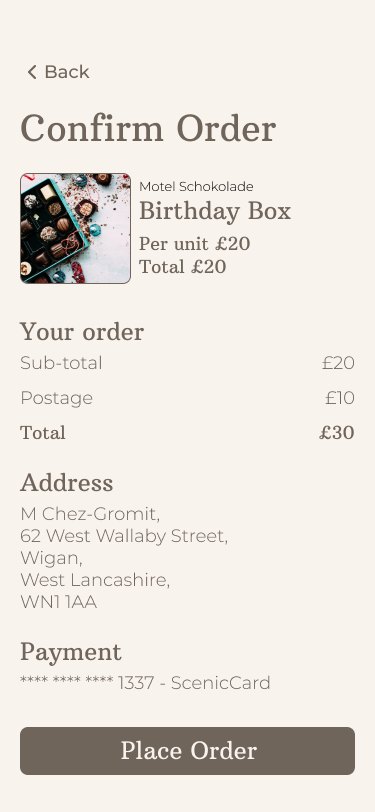 Back
Confirm Order
Motel Schokolade
Birthday Box
Per unit £20
Total £20
Your order
Sub-total £20
Postage £10
Total £30
Address
M Chez-Gromit,
62 West Wallaby Street,
Wigan,
West Lancashire,
WN1 1AA
Payment
**** **** **** 1337 - ScenicCard
Place Order